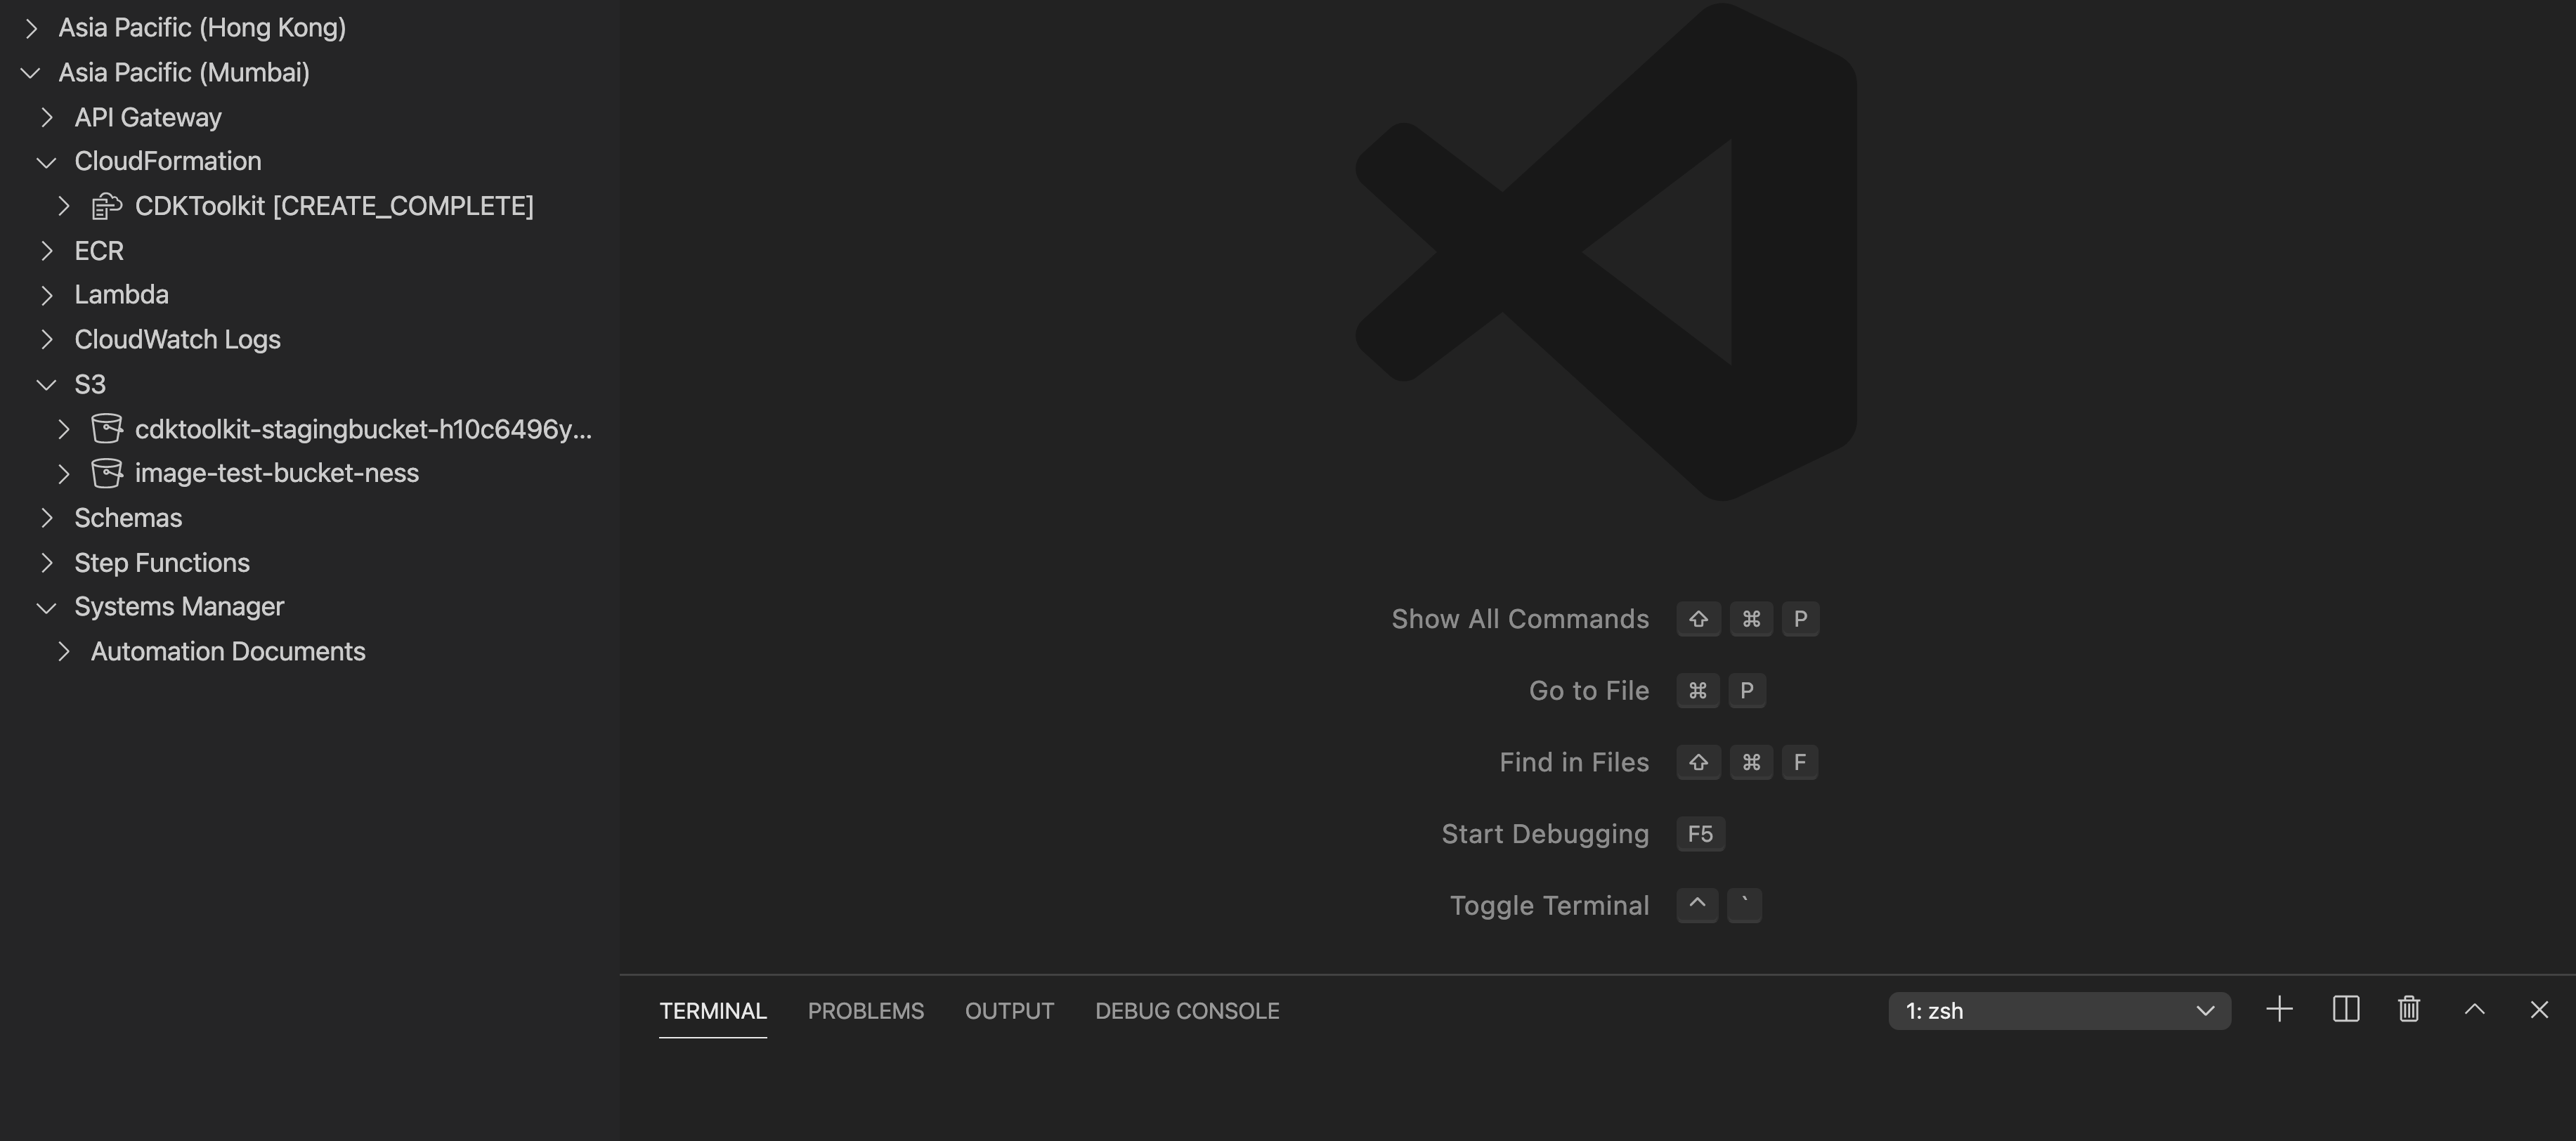 Asia Pacific (Hong Kong)
Asia Pacific (Mumbai)
API Gateway
CloudFormation
CDKToolkit [CREATE_COMPLETE]
ECR
Lambda
CloudWatch Logs
S3
cdktoolkit-stagingbucket-h10c6496y...
image-test-bucket-ness
Schemas
Step Functions
Systems Manager
Automation Documents
Show All Commands ⇧ ⌘ P
Go to File ⌘ P
Find in Files ⇧ ⌘ F
Start Debugging F5
Toggle Terminal ^ `
TERMINAL PROBLEMS OUTPUT DEBUG CONSOLE 1: zsh